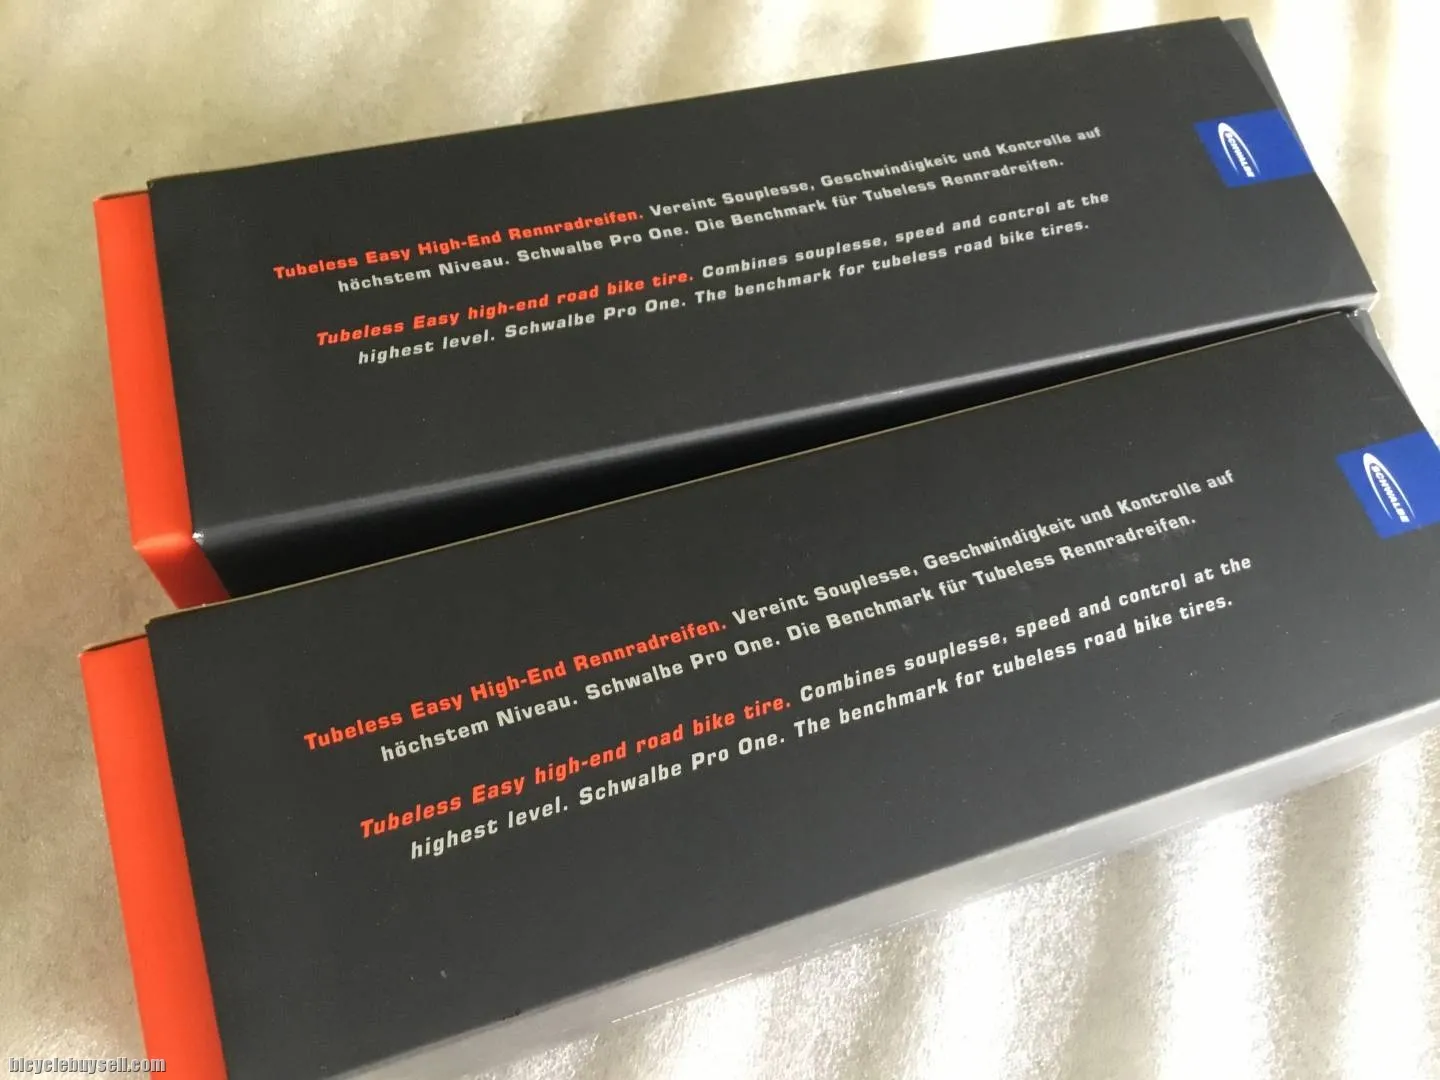 SCHWALBE
Tubeless Easy High-End Rennradreifen. Vereint Souplesse, Geschwindigkeit und Kontrolle auf
höchstem Niveau. Schwalbe Pro One. Die Benchmark für Tubeless Rennradreifen.
Tubeless Easy high-end road bike tire. Combines souplesse, speed and control at the
highest level. Schwalbe Pro One. The benchmark for tubeless road bike tires.
SCHWALBE
Tubeless Easy High-End Rennradreifen. Vereint Souplesse, Geschwindigkeit und Kontrolle auf
höchstem Niveau. Schwalbe Pro One. Die Benchmark für Tubeless Rennradreifen.
Tubeless Easy high-end road bike tire. Combines souplesse, speed and control at the
highest level. Schwalbe Pro One. The benchmark for tubeless road bike tires.
bicyclebuysell.com